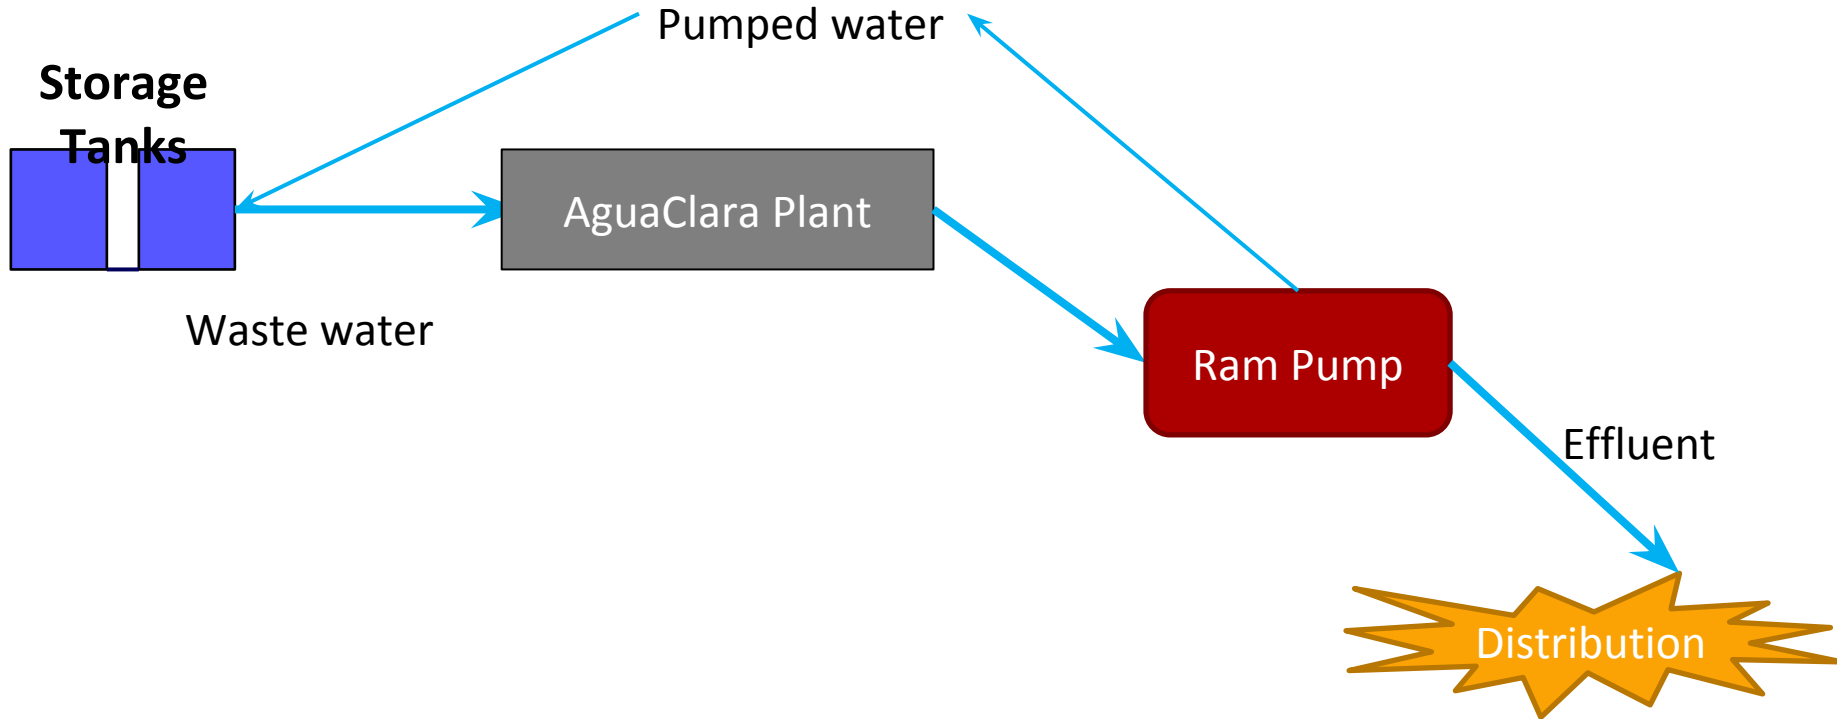 Pumped water
Storage
Tanks
AguaClara Plant
Waste water
Ram Pump
Effluent
Distribution